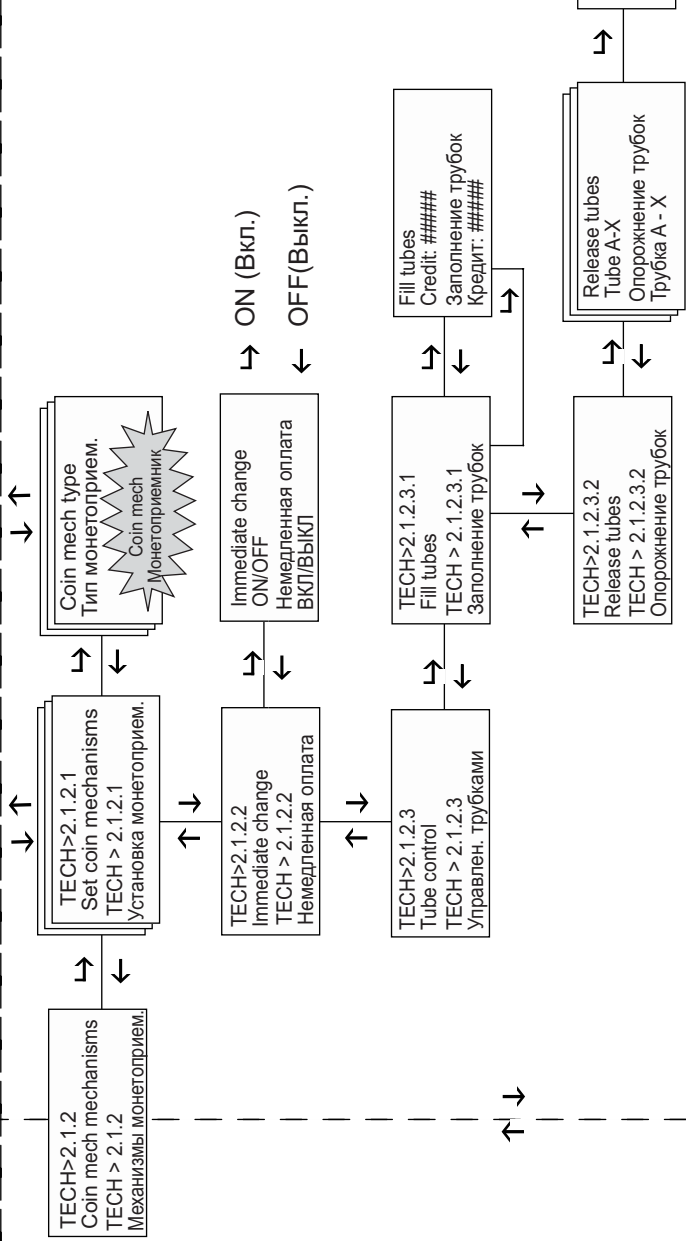 TECH>2.1.2
Coin mech mechanisms
TECH > 2.1.2
Механизмы монетоприем.
TECH>2.1.2.1
Set coin mechanisms
TECH > 2.1.2.1
Установка монетоприем.
Coin mech type
Тип монетоприем.
Coin mech
Монетоприемник
TECH>2.1.2.2
Immediate change
TECH > 2.1.2.2
Немедленная оплата
Immediate change
ON/OFF
Немедленная оплата
ВКЛ/ВЫКЛ
ON (Вкл.)
OFF(Выкл.)
TECH>2.1.2.3
Tube control
TECH > 2.1.2.3
Управлен. трубками
TECH>2.1.2.3.1
Fill tubes
TECH > 2.1.2.3.1
Заполнение трубок
Fill tubes
Credit: #####
Заполнение трубок
Кредит: #####
TECH>2.1.2.3.2
Release tubes
TECH > 2.1.2.3.2
Опорожнение трубок
Release tubes
Tube A-X
Опорожнение трубок
Трубка A - X